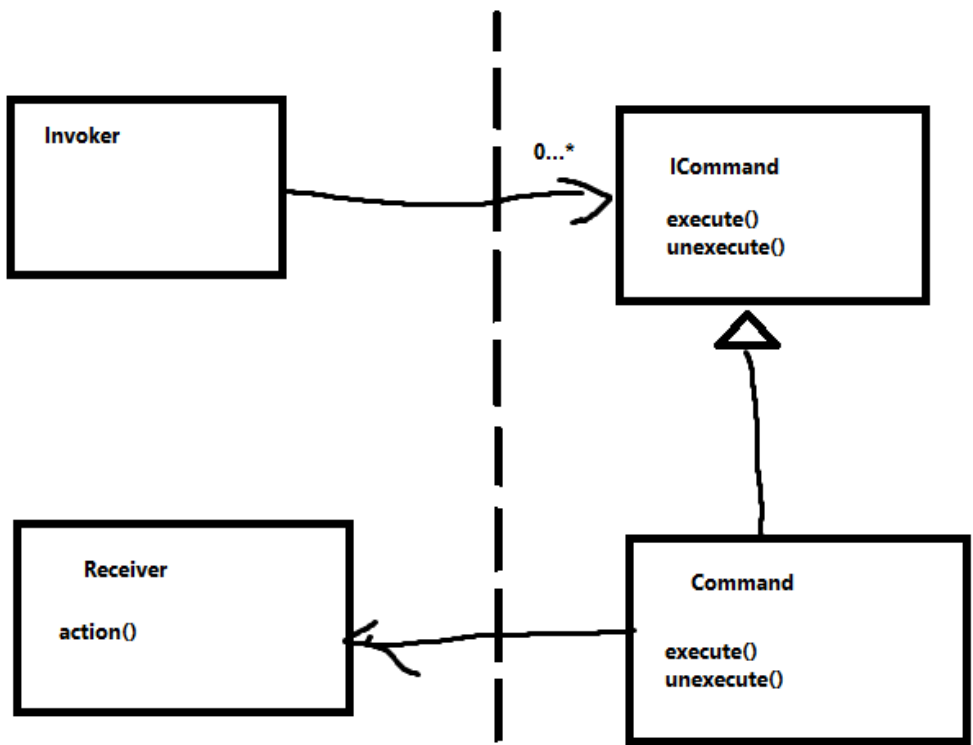 Invoker
0...*
ICommand
execute()
unexecute()
Receiver
action()
Command
execute()
unexecute()